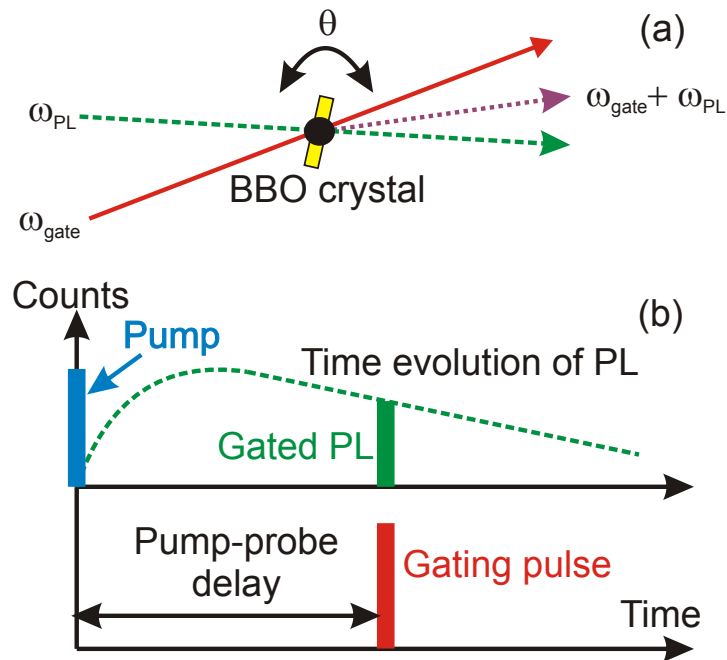 θ
(a)
ω_PL
ω_gate + ω_PL
BBO crystal
ω_gate
Counts
(b)
Pump
Time evolution of PL
Gated PL
Pump-probe
delay
Gating pulse
Time